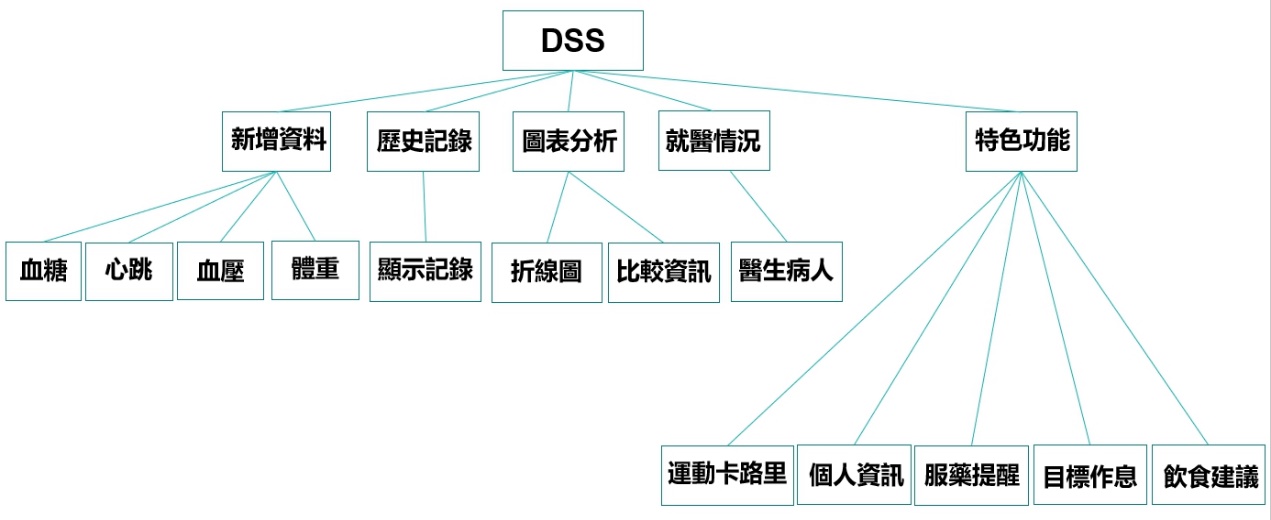 DSS
新增資料
歷史記錄
圖表分析
就醫情況
特色功能
血糖
心跳
血壓
體重
顯示記錄
折線圖
比較資訊
醫生病人
運動卡路里
個人資訊
服藥提醒
目標作息
飲食建議